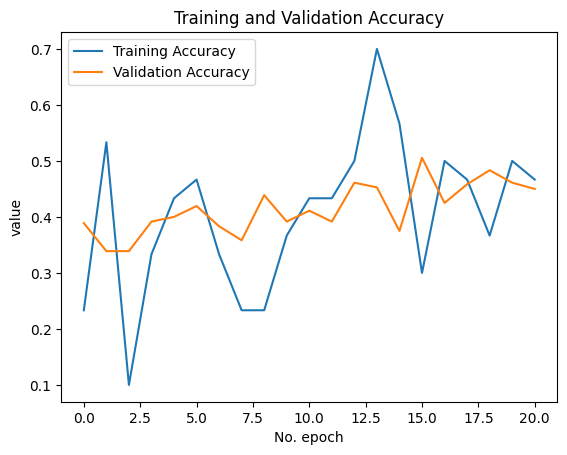 Training and Validation Accuracy
Training Accuracy
Validation Accuracy
0.7
0.6
0.5
0.4
0.3
0.2
0.1
value
0.0 2.5 5.0 7.5 10.0 12.5 15.0 17.5 20.0
No. epoch